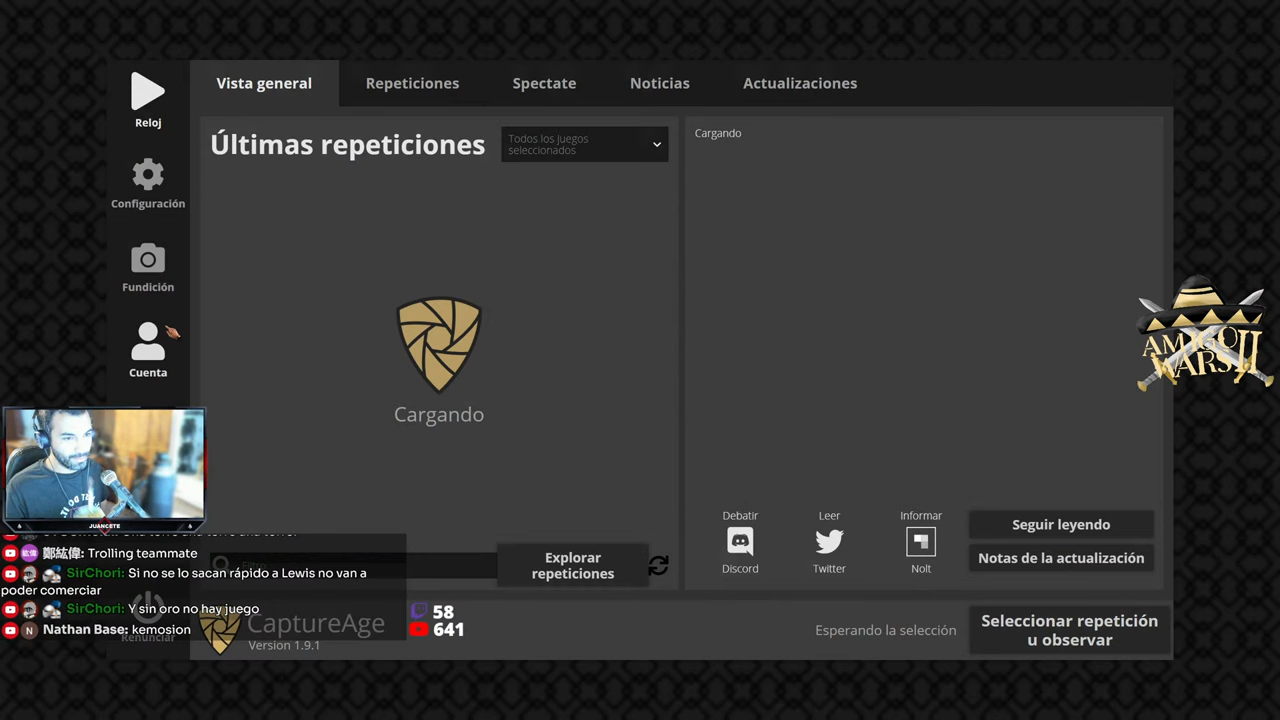 Vista general
Repeticiones
Spectate
Noticias
Actualizaciones
Reloj
Configuración
Fundición
Cuenta
Últimas repeticiones
Todos los juegos
seleccionados
Cargando
Cargando
AMIGO
WARS II
JUANCETE
鄭紘偉: Trolling teammate
SirChori: Si no se lo sacan rápido a Lewis no van a
poder comerciar
SirChori: Y sin oro no hay juego
Nathan Base: kemosion
Renunciar
Filtro
Explorar
repeticiones
CaptureAge
Version 1.9.1
58
641
Debatir
Discord
Leer
Twitter
Informar
Nolt
Seguir leyendo
Notas de la actualización
Esperando la selección
Seleccionar repetición
u observar